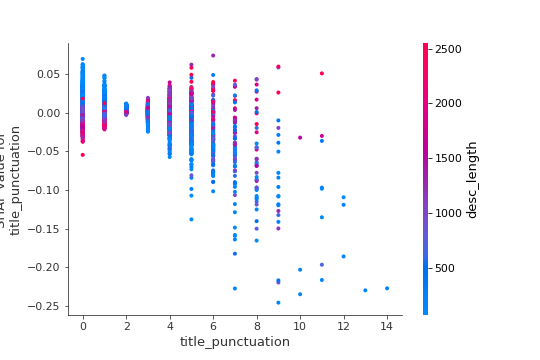 SHAP value for
title_punctuation
0.05
0.00
−0.05
−0.10
−0.15
−0.20
−0.25
0 2 4 6 8 10 12 14
title_punctuation
2500
2000
1500
1000
500
desc_length